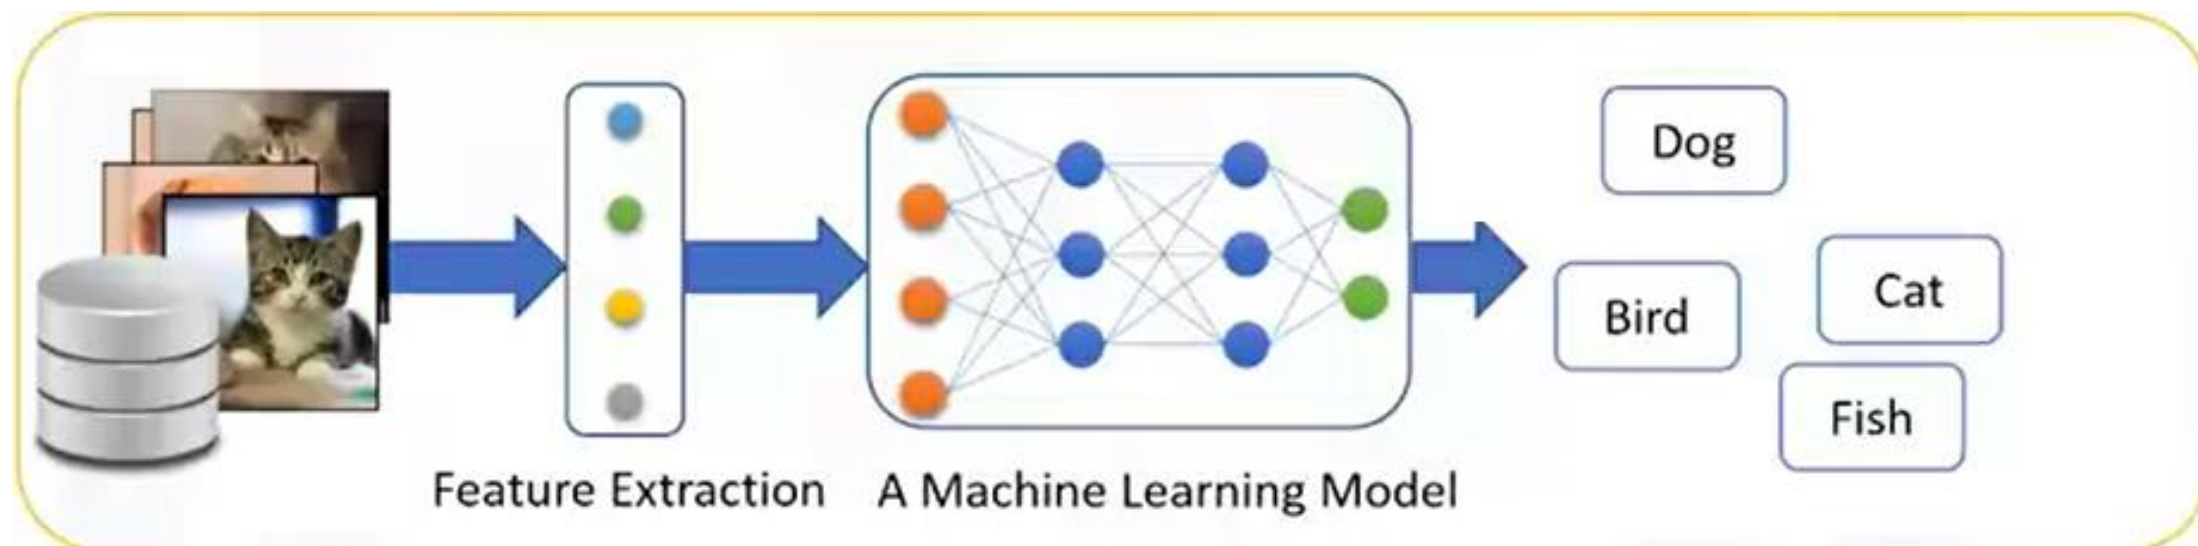 Dog
Bird
Cat
Fish
Feature Extraction
A Machine Learning Model